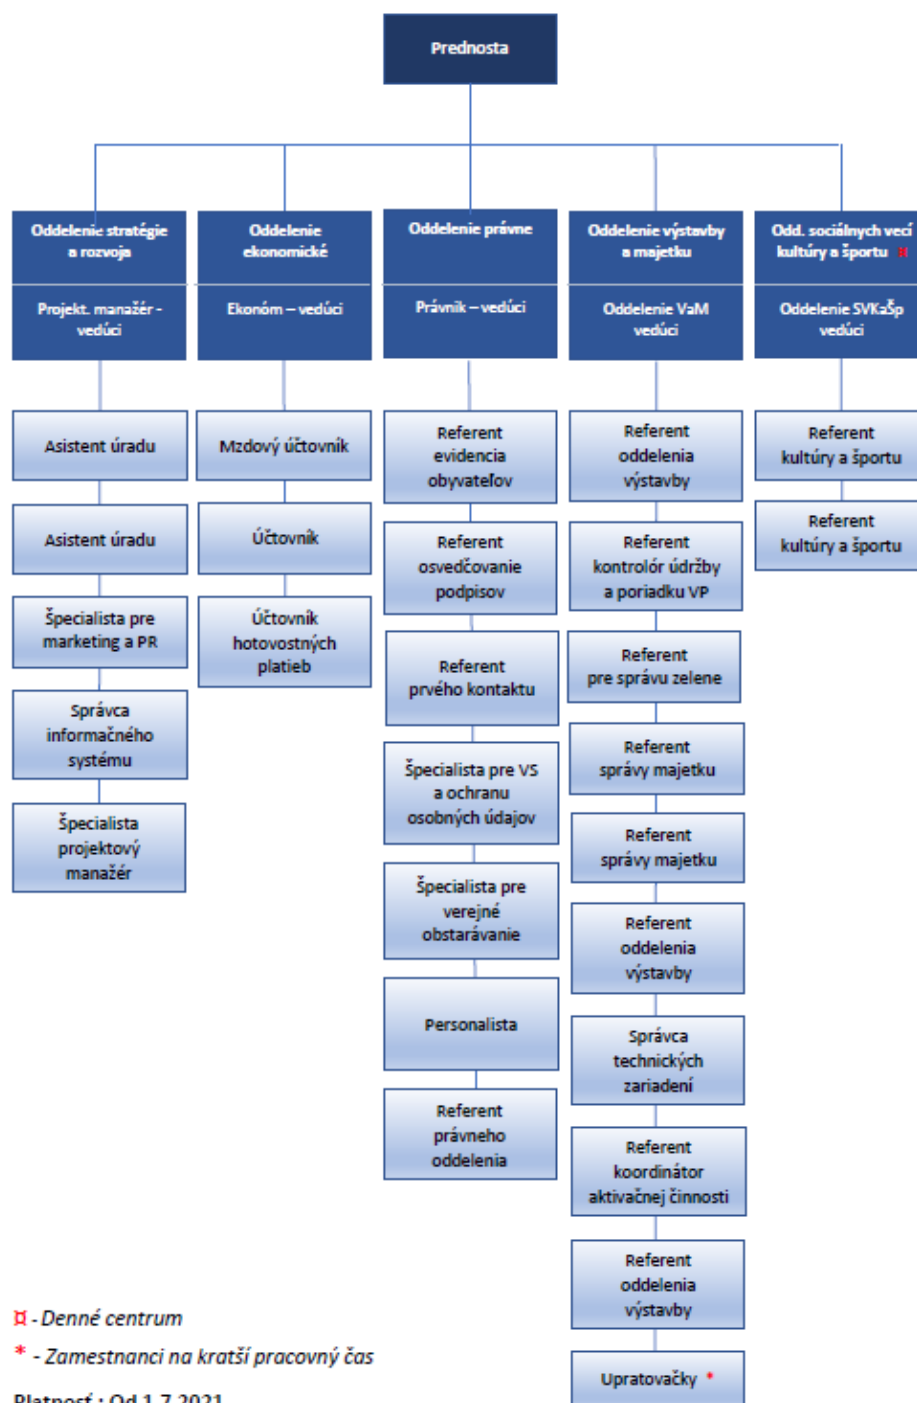 Prednosta
Oddelenie stratégie
a rozvoja
Projekt. manažér -
vedúci
Oddelenie
ekonomické
Ekonóm – vedúci
Oddelenie právne
Právnik – vedúci
Oddelenie výstavby
a majetku
Oddelenie VaM
vedúci
Odd. sociálnych vecí
kultúry a športu ¤
Oddelenie SVKaŠp
vedúci
Asistent úradu
Asistent úradu
Špecialista pre
marketing a PR
Správca
informačného
systému
Špecialista
projektový
manažér
Mzdový účtovník
Účtovník
Účtovník
hotovostných
platieb
Referent
evidencia
obyvateľov
Referent
osvedčovanie
podpisov
Referent
prvého kontaktu
Špecialista pre VS
a ochranu
osobných údajov
Špecialista pre
verejné
obstarávanie
Personalista
Referent
právneho
oddelenia
Referent
oddelenia
výstavby
Referent
kontrolór údržby
a poriadku VP
Referent
pre správu zelene
Referent
správy majetku
Referent
správy majetku
Referent
oddelenia
výstavby
Správca
technických
zariadení
Referent
koordinátor
aktivačnej činnosti
Referent
oddelenia
výstavby
Upratovačky *
Referent
kultúry a športu
Referent
kultúry a športu
¤ - Denné centrum
* - Zamestnanci na kratší pracovný čas
Platnosť : Od 1.7.2021